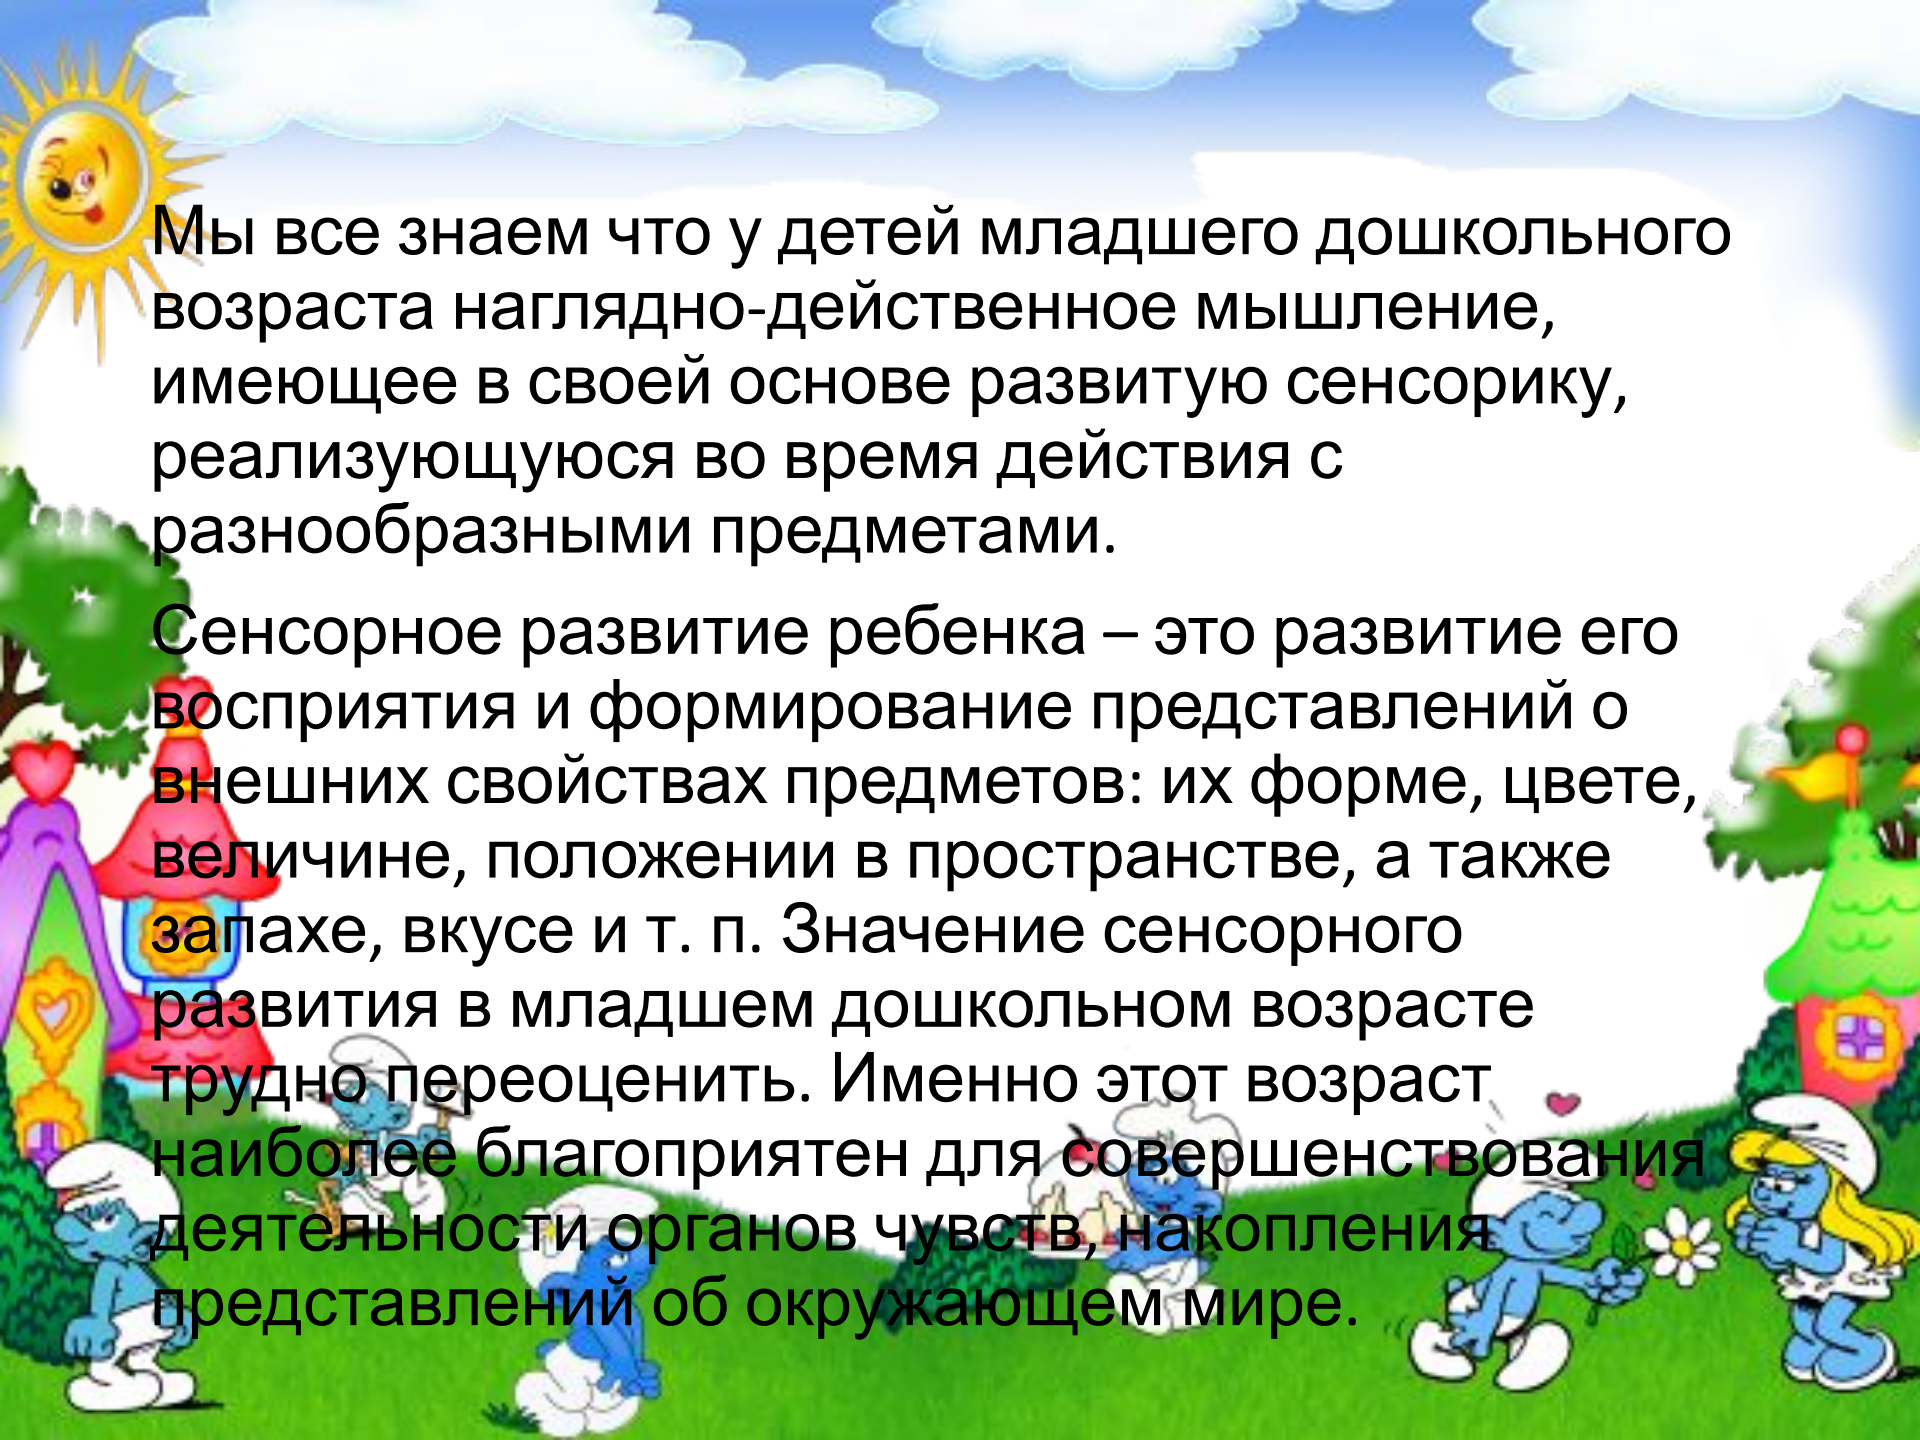 Мы все знаем что у детей младшего дошкольного
возраста наглядно-действенное мышление,
имеющее в своей основе развитую сенсорику,
реализующуюся во время действия с
разнообразными предметами.
Сенсорное развитие ребенка – это развитие его
восприятия и формирование представлений о
внешних свойствах предметов: их форме, цвете,
величине, положении в пространстве, а также
запахе, вкусе и т. п. Значение сенсорного
развития в младшем дошкольном возрасте
трудно переоценить. Именно этот возраст
наиболее благоприятен для совершенствования
деятельности органов чувств, накопления
представлений об окружающем мире.